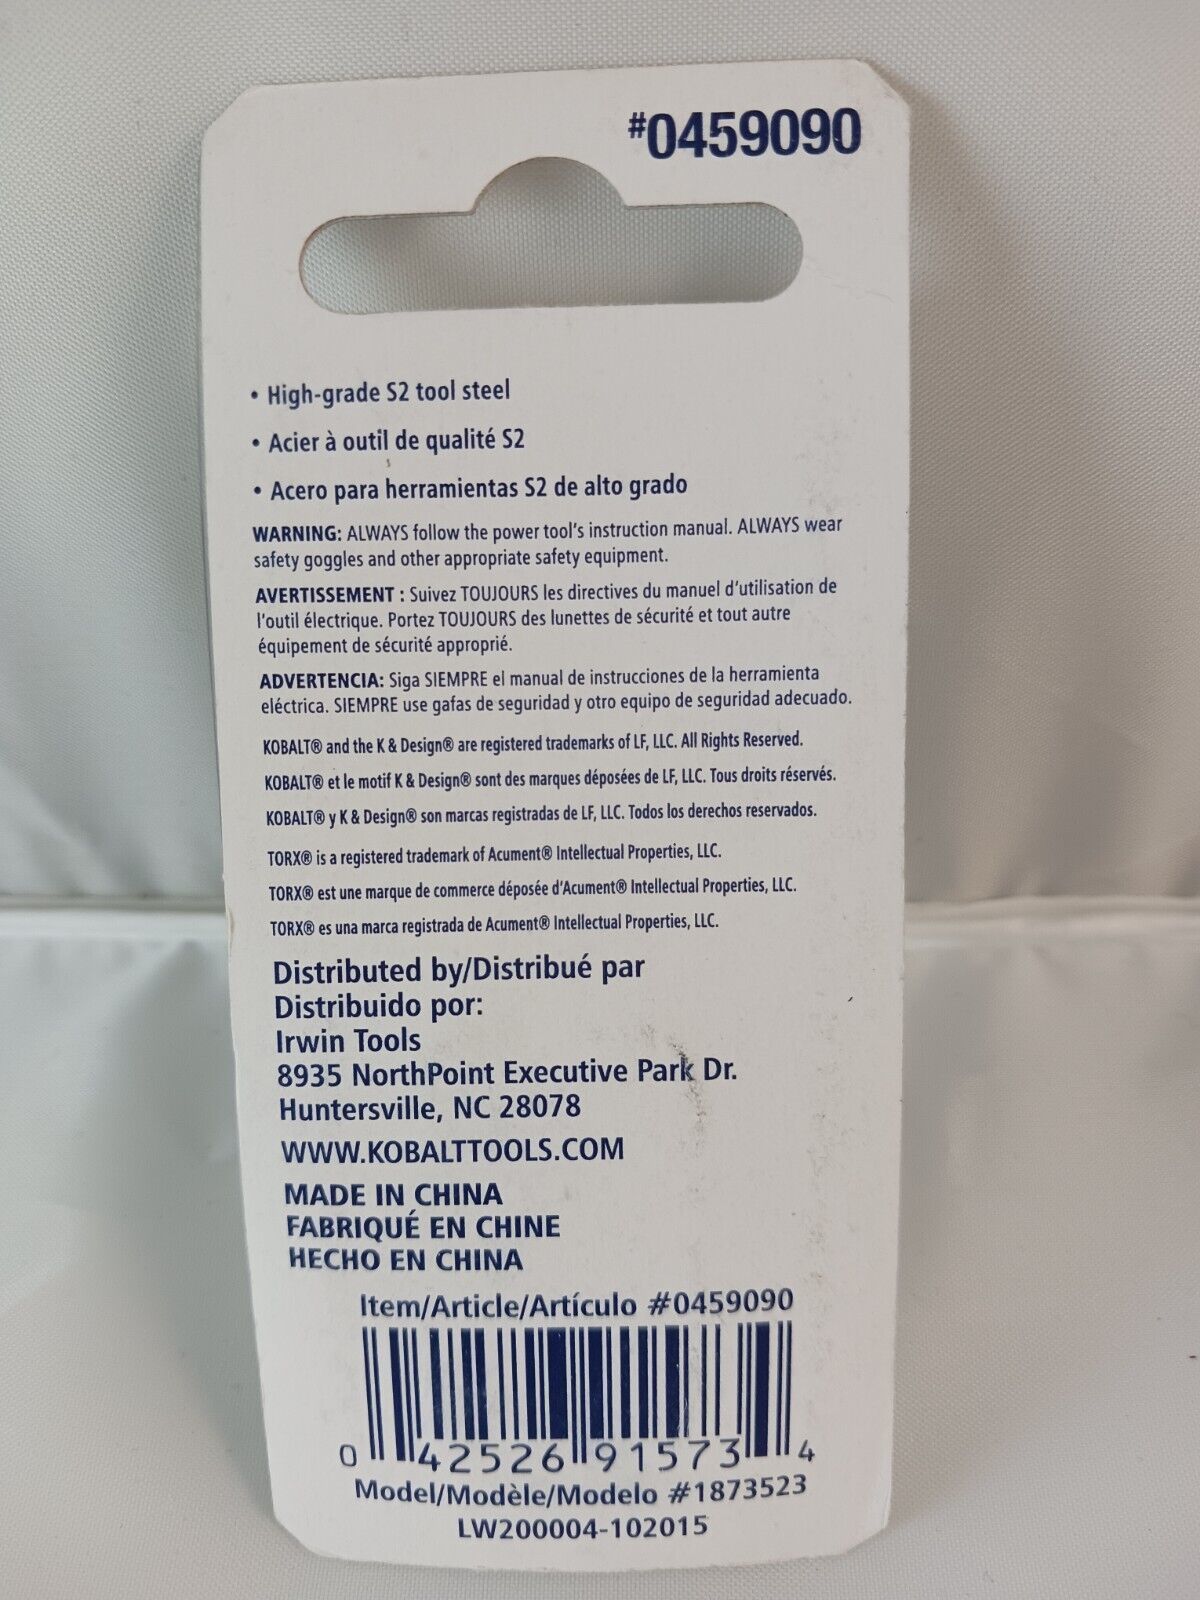 #0459090
• High-grade S2 tool steel
• Acier à outil de qualité S2
• Acero para herramientas S2 de alto grado
WARNING: ALWAYS follow the power tool's instruction manual. ALWAYS wear
safety goggles and other appropriate safety equipment.
AVERTISSEMENT : Suivez TOUJOURS les directives du manuel d'utilisation de
l'outil électrique. Portez TOUJOURS des lunettes de sécurité et tout autre
équipement de sécurité approprié.
ADVERTENCIA: Siga SIEMPRE el manual de instrucciones de la herramienta
eléctrica. SIEMPRE use gafas de seguridad y otro equipo de seguridad adecuado.
KOBALT® and the K & Design® are registered trademarks of LF, LLC. All Rights Reserved.
KOBALT® et le motif K & Design® sont des marques déposées de LF, LLC. Tous droits réservés.
KOBALT® y K & Design® son marcas registradas de LF, LLC. Todos los derechos reservados.
TORX® is a registered trademark of Acument® Intellectual Properties, LLC.
TORX® est une marque de commerce déposée d'Acument® Intellectual Properties, LLC.
TORX® es una marca registrada de Acument® Intellectual Properties, LLC.
Distributed by/Distribué par
Distribuido por:
Irwin Tools
8935 NorthPoint Executive Park Dr.
Huntersville, NC 28078
WWW.KOBALTTOOLS.COM
MADE IN CHINA
FABRIQUÉ EN CHINE
HECHO EN CHINA
Item/Article/Artículo #0459090
0 42526 91573 4
Model/Modèle/Modelo #1873523
LW200004-102015